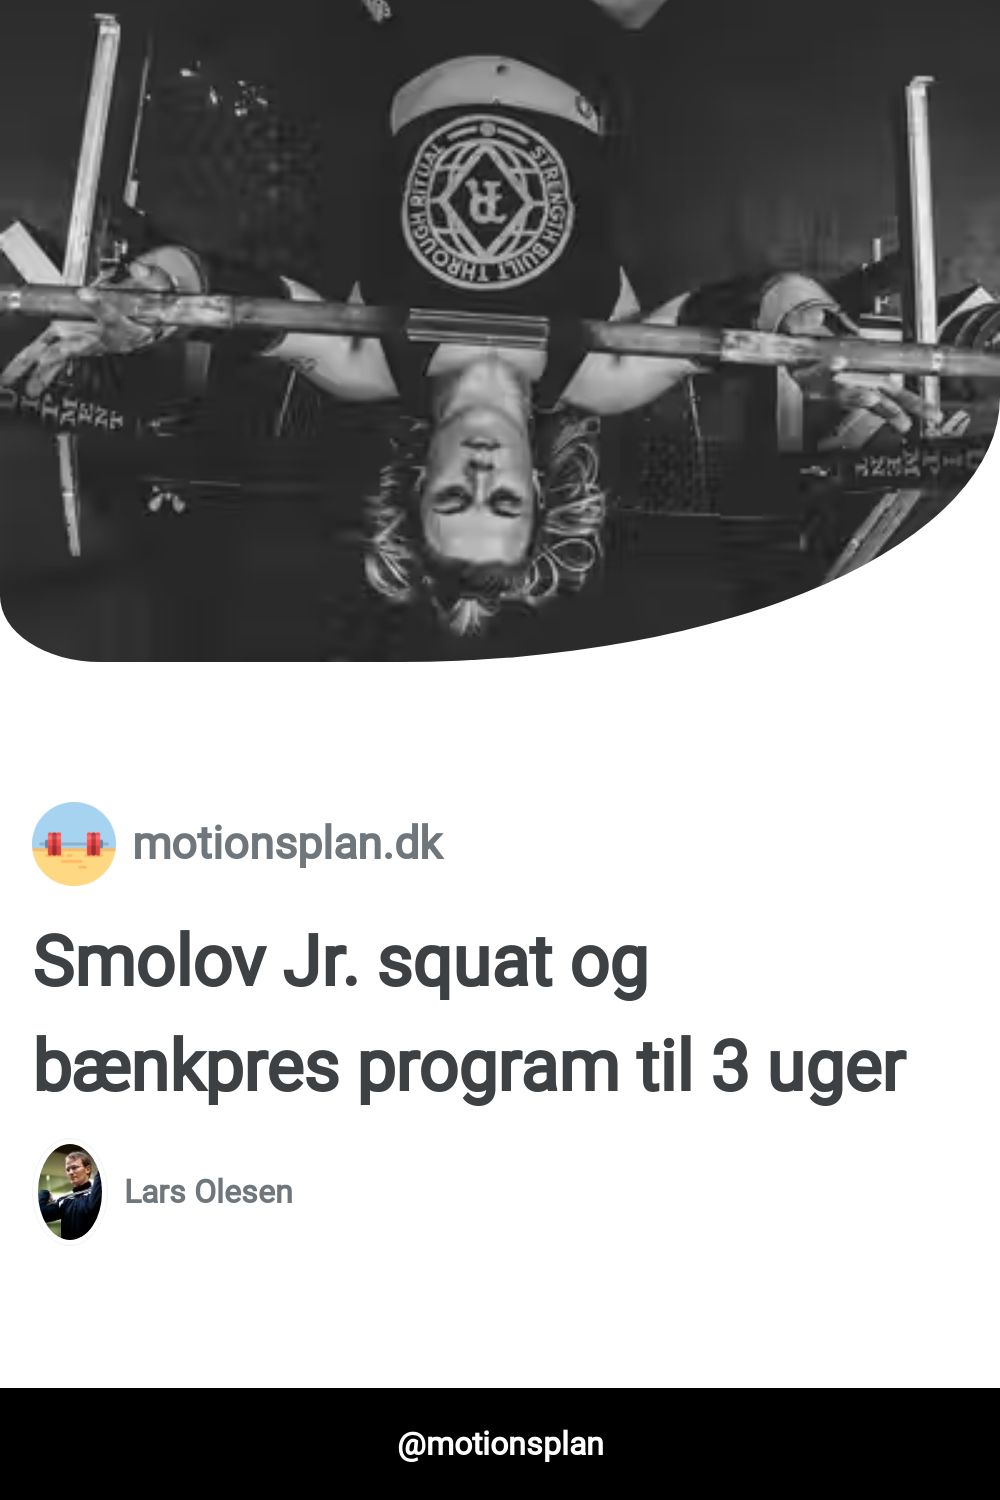 STRENGTH BUILT THROUGH RITUAL
R
motionsplan.dk
Smolov Jr. squat og
bænkpres program til 3 uger
Lars Olesen
@motionsplan